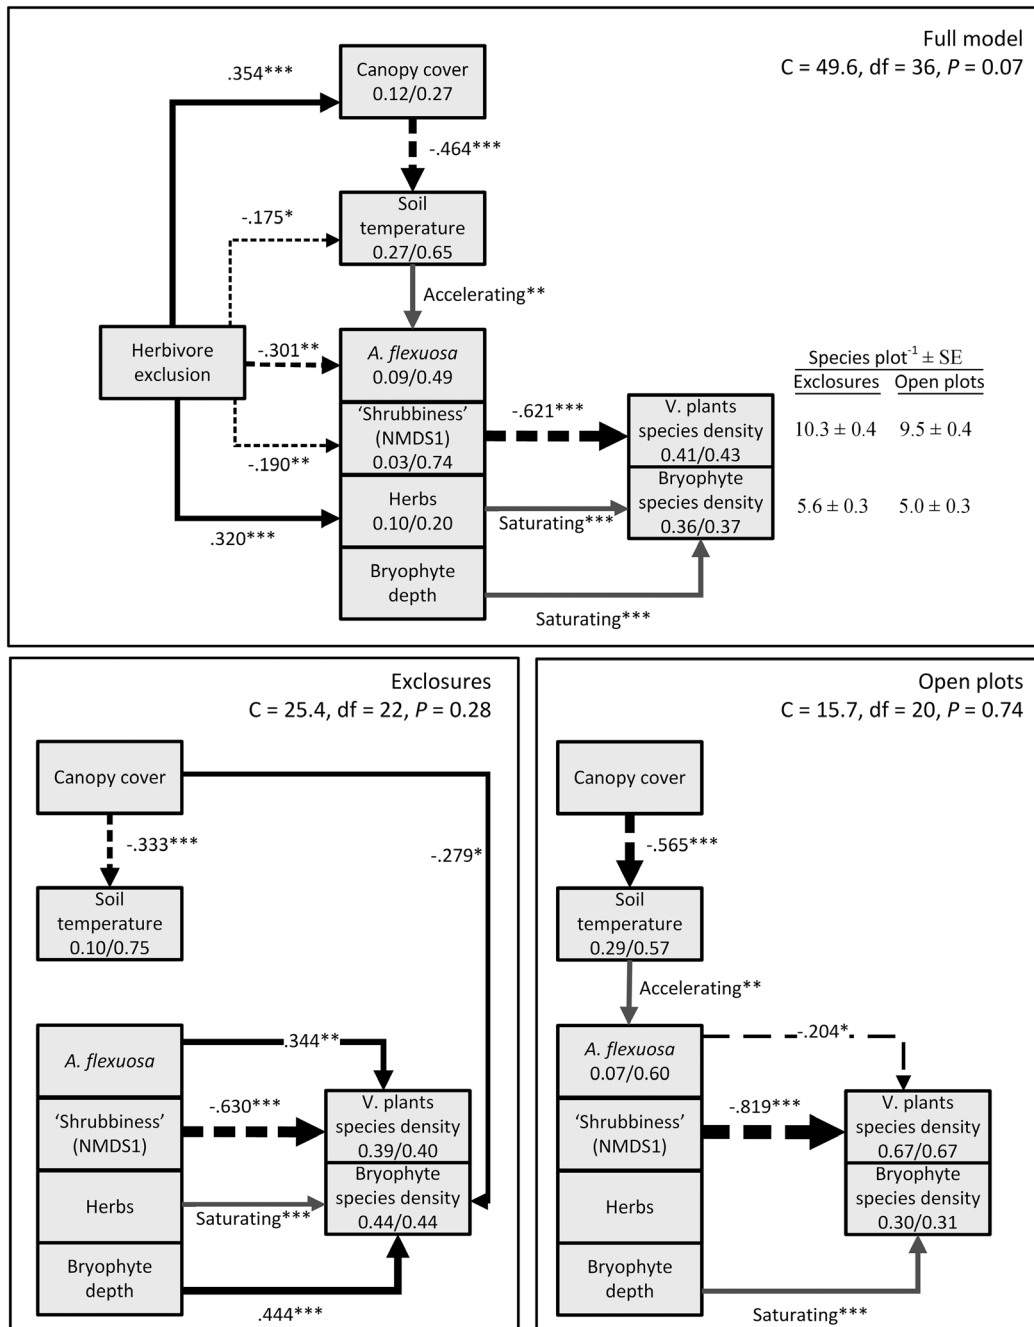 Full model
C = 49.6, df = 36, P = 0.07
.354***
Canopy cover
0.12/0.27
-.464***
Soil
temperature
0.27/0.65
-.175*
Accelerating**
Herbivore
exclusion
-.301**
A. flexuosa
0.09/0.49
-.190**
'Shrubbiness'
(NMDS1)
0.03/0.74
-.621***
.320***
Herbs
0.10/0.20
Saturating***
Bryophyte
depth
Saturating***
V. plants
species density
0.41/0.43
Bryophyte
species density
0.36/0.37
Species plot-1 ± SE
Exclosures Open plots
10.3 ± 0.4 9.5 ± 0.4
5.6 ± 0.3 5.0 ± 0.3
Exclosures
C = 25.4, df = 22, P = 0.28
Canopy cover
-.333***
-.279*
Soil
temperature
0.10/0.75
A. flexuosa
.344**
'Shrubbiness'
(NMDS1)
-.630***
Herbs
Saturating***
Bryophyte
depth
.444***
V. plants
species density
0.39/0.40
Bryophyte
species density
0.44/0.44
Open plots
C = 15.7, df = 20, P = 0.74
Canopy cover
-.565***
Soil
temperature
0.29/0.57
Accelerating**
A. flexuosa
0.07/0.60
-.204*
'Shrubbiness'
(NMDS1)
-.819***
Herbs
Bryophyte
depth
Saturating***
V. plants
species density
0.67/0.67
Bryophyte
species density
0.30/0.31